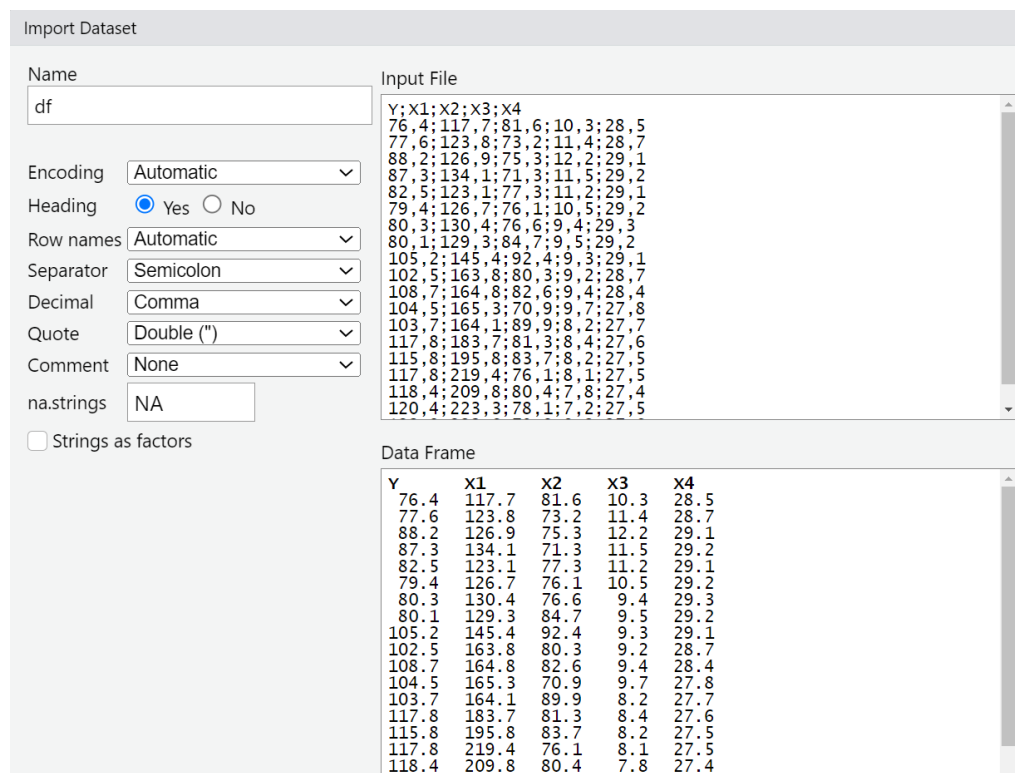 Import Dataset
Name
df
Encoding Automatic
Heading Yes No
Row names Automatic
Separator Semicolon
Decimal Comma
Quote Double (")
Comment None
na.strings NA
Strings as factors
Input File
Y;X1;X2;X3;X4
76,4;117,7;81,6;10,3;28,5
77,6;123,8;73,2;11,4;28,7
88,2;126,9;75,3;12,2;29,1
87,3;134,1;71,3;11,5;29,2
82,5;123,1;77,3;11,2;29,1
79,4;126,7;76,1;10,5;29,2
80,3;130,4;76,6;9,4;29,3
80,1;129,3;84,7;9,5;29,2
105,2;145,4;92,4;9,3;29,1
102,5;163,8;80,3;9,2;28,7
108,7;164,8;82,6;9,4;28,4
104,5;165,3;70,9;9,7;27,8
103,7;164,1;89,9;8,2;27,7
117,8;183,7;81,3;8,4;27,6
115,8;195,8;83,7;8,2;27,5
117,8;219,4;76,1;8,1;27,5
118,4;209,8;80,4;7,8;27,4
120,4;223,3;78,1;7,2;27,5
Data Frame
Y X1 X2 X3 X4
76.4 117.7 81.6 10.3 28.5
77.6 123.8 73.2 11.4 28.7
88.2 126.9 75.3 12.2 29.1
87.3 134.1 71.3 11.5 29.2
82.5 123.1 77.3 11.2 29.1
79.4 126.7 76.1 10.5 29.2
80.3 130.4 76.6 9.4 29.3
80.1 129.3 84.7 9.5 29.2
105.2 145.4 92.4 9.3 29.1
102.5 163.8 80.3 9.2 28.7
108.7 164.8 82.6 9.4 28.4
104.5 165.3 70.9 9.7 27.8
103.7 164.1 89.9 8.2 27.7
117.8 183.7 81.3 8.4 27.6
115.8 195.8 83.7 8.2 27.5
117.8 219.4 76.1 8.1 27.5
118.4 209.8 80.4 7.8 27.4